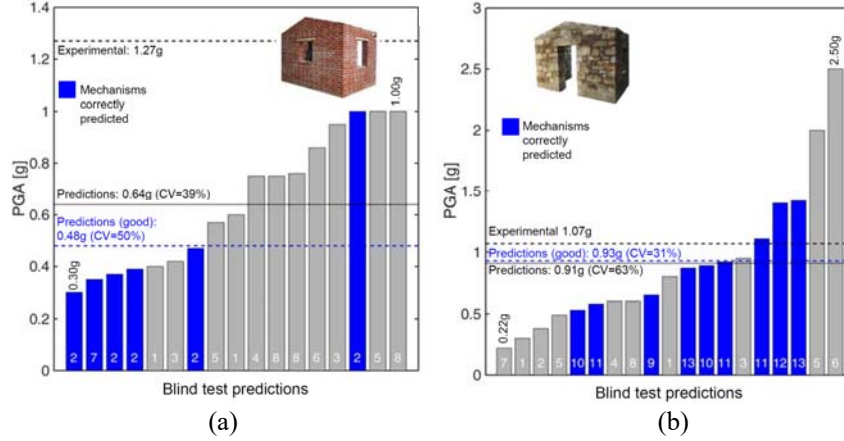 1.4
1.2
1
0.8
0.6
0.4
0.2
0
PGA [g]
Experimental: 1.27g
Mechanisms
correctly
predicted
1.00g
Predictions: 0.64g (CV=39%)
Predictions (good):
0.48g (CV=50%)
0.30g
2 7 2 2 1 3 2 5 1 4 8 8 6 3 2 5 8
Blind test predictions
(a)
3
2.5
2
1.5
1
0.5
0
PGA [g]
2.50g
Mechanisms
correctly
predicted
Experimental 1.07g
Predictions (good): 0.93g (CV=31%)
Predictions: 0.91g (CV=63%)
0.22g
7 1 2 5 10 11 4 8 9 1 13 10 11 3 11 12 13 5 6
Blind test predictions
(b)